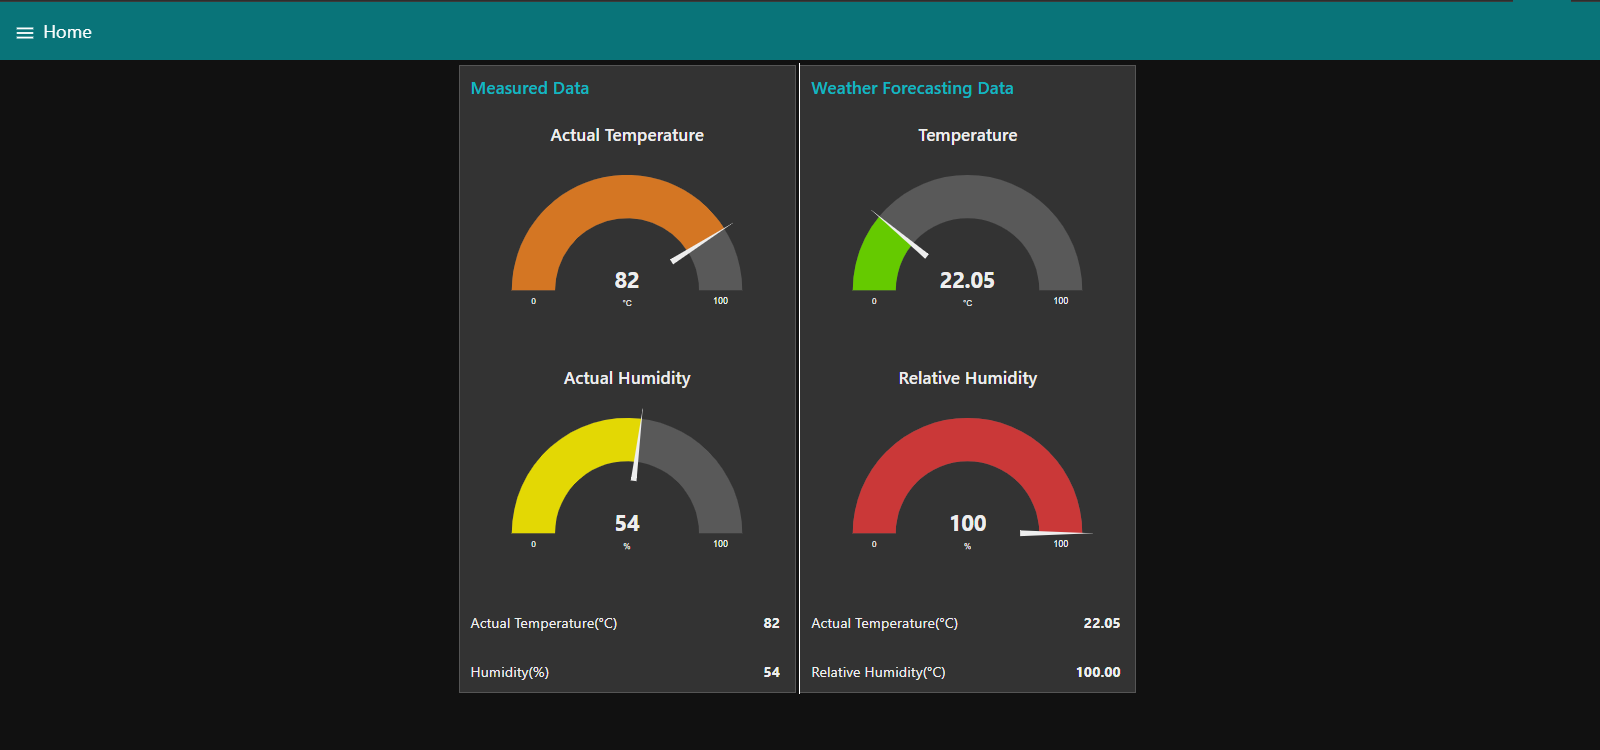 Home
Measured Data
Actual Temperature
82
0
°C
100
Actual Humidity
54
0
%
100
Actual Temperature(°C) 82
Humidity(%) 54
Weather Forecasting Data
Temperature
22.05
0
°C
100
Relative Humidity
100
0
%
100
Actual Temperature(°C) 22.05
Relative Humidity(°C) 100.00